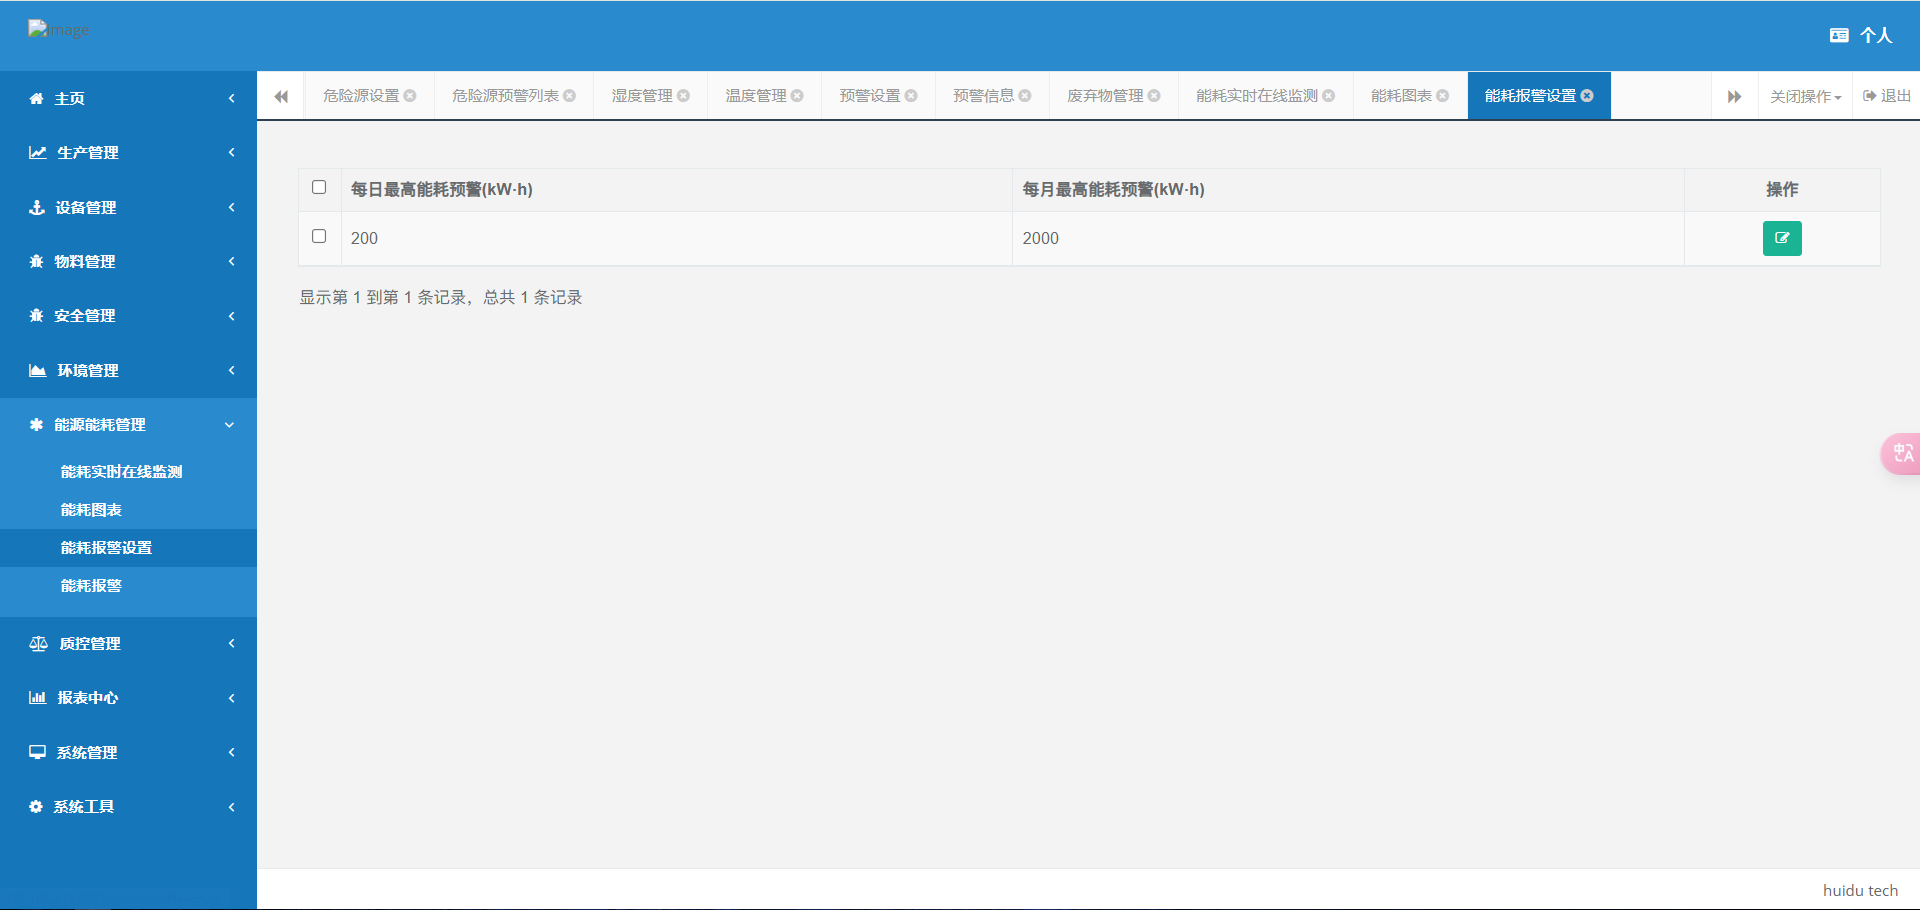 Image
个人
主页
生产管理
设备管理
物料管理
安全管理
环境管理
能源能耗管理
能耗实时在线监测
能耗图表
能耗报警设置
能耗报警
质控管理
报表中心
系统管理
系统工具
危险源设置 危险源预警列表 湿度管理 温度管理 预警设置 预警信息 废弃物管理 能耗实时在线监测 能耗图表 能耗报警设置 关闭操作 退出
每日最高能耗预警(kW·h) 每月最高能耗预警(kW·h) 操作
200 2000
显示第 1 到第 1 条记录，总共 1 条记录
中 A
huidu tech